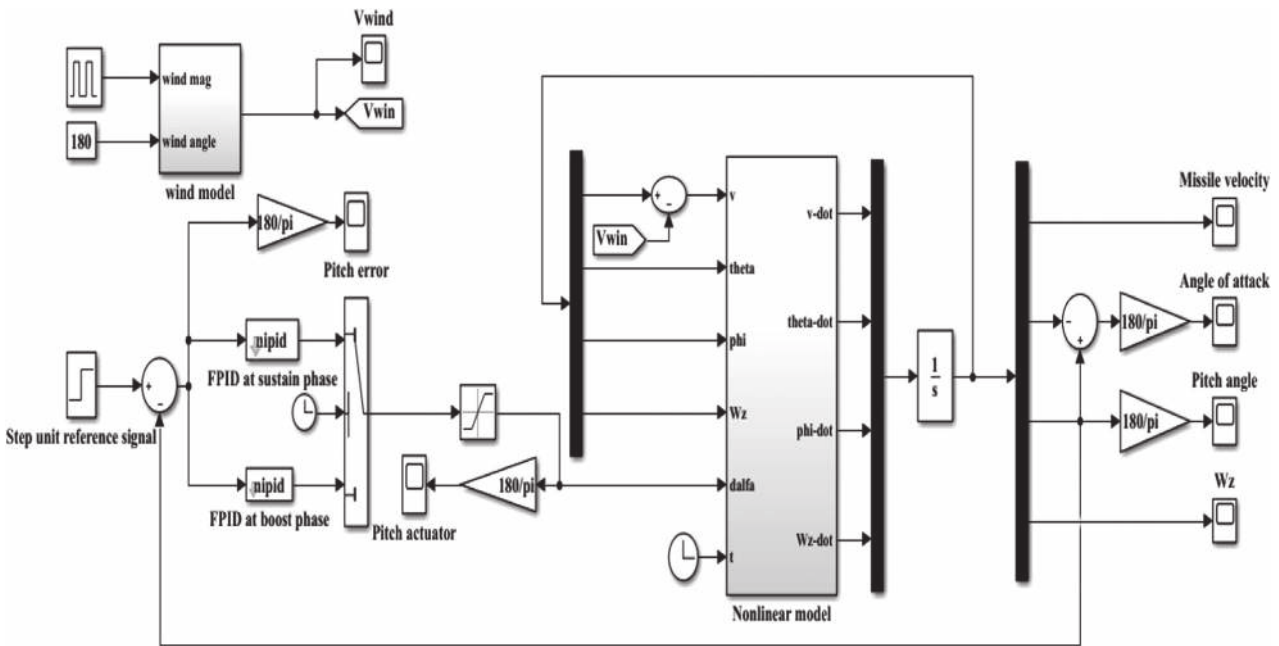 Vwind
wind mag
Vwin
180
wind angle
wind model
180/pi
Pitch error
nipid
FPID at sustain phase
Step unit reference signal
nipid
FPID at boost phase
180/pi
Pitch actuator
Vwin
v
theta
phi
Wz
dalfa
t
v-dot
theta-dot
phi-dot
Wz-dot
Nonlinear model
1
s
Missile velocity
Angle of attack
180/pi
Pitch angle
180/pi
Wz
+
-
+
-
-
+